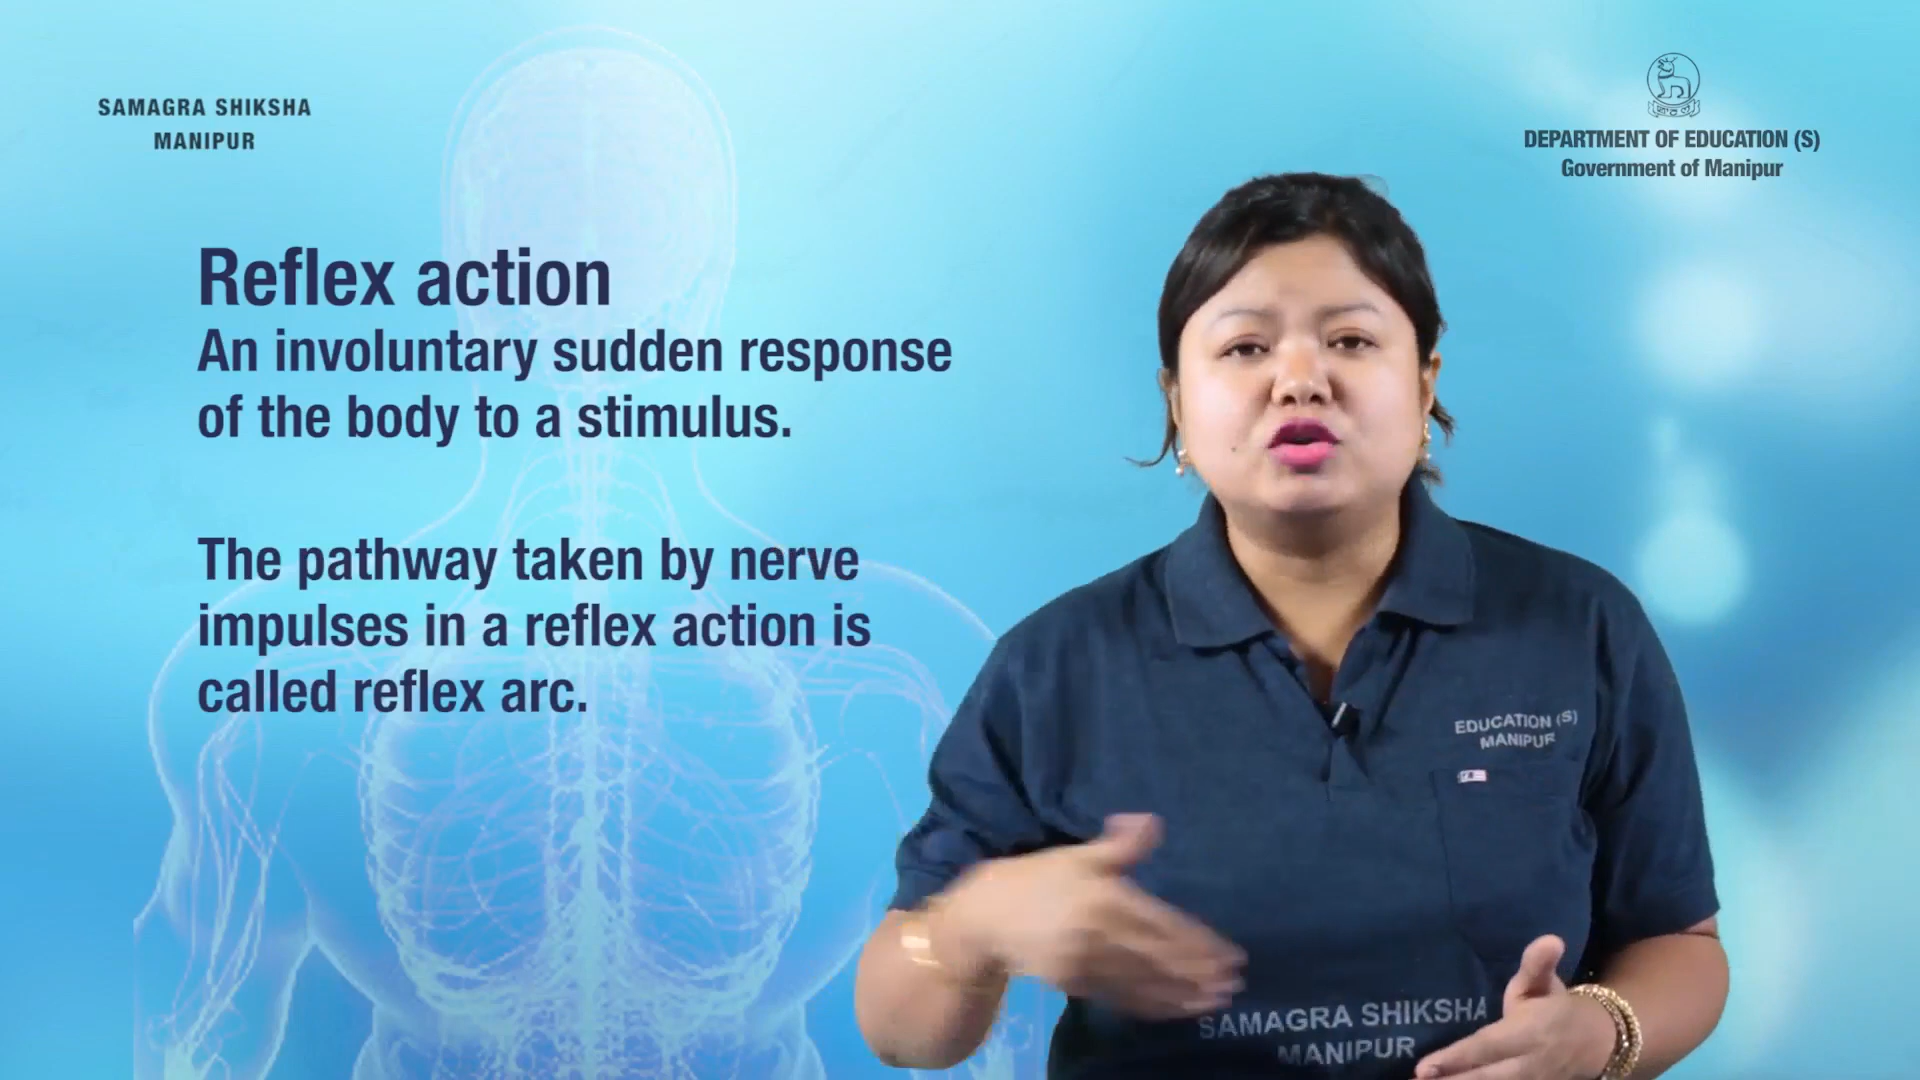 SAMAGRA SHIKSHA
MANIPUR
DEPARTMENT OF EDUCATION (S)
Government of Manipur
Reflex action
An involuntary sudden response
of the body to a stimulus.
The pathway taken by nerve
impulses in a reflex action is
called reflex arc.
EDUCATION (S)
MANIPUR
SAMAGRA SHIKSHA
MANIPUR